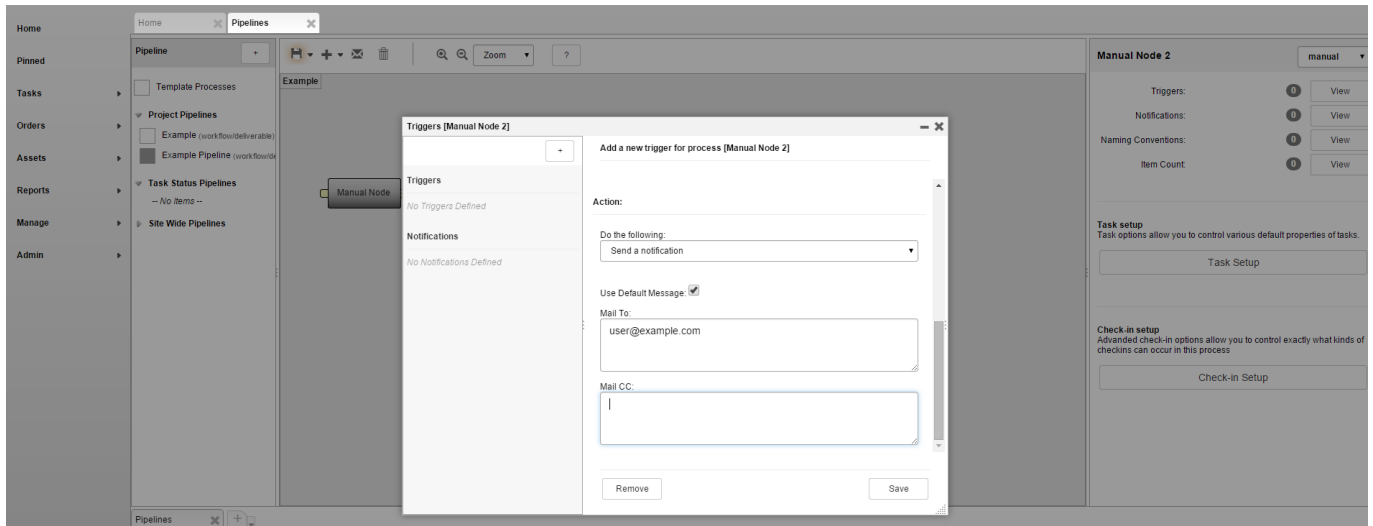 Home
Pinned
Tasks
Orders
Assets
Reports
Manage
Admin
Home
Pipelines
Pipeline
+
Template Processes
Project Pipelines
Example (workflow/deliverable)
Example Pipeline (workflow/de
Task Status Pipelines
-- No Items --
Site Wide Pipelines
Zoom
?
Example
Manual Node
Triggers [Manual Node 2]
+
Triggers
No Triggers Defined
Notifications
No Notifications Defined
Add a new trigger for process [Manual Node 2]
Action:
Do the following:
Send a notification
Use Default Message:
Mail To:
user@example.com
Mail CC:
Remove
Save
Manual Node 2
manual
Triggers: 0 View
Notifications: 0 View
Naming Conventions: 0 View
Item Count: 0 View
Task setup
Task options allow you to control various default properties of tasks.
Task Setup
Check-in setup
Advanded check-in options allow you to control exactly what kinds of
checkins can occur in this process
Check-in Setup
Pipelines
+